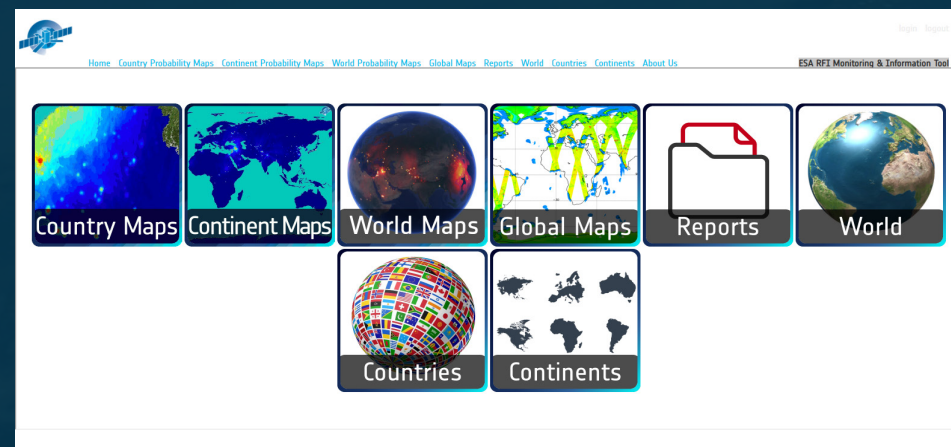 login logout
Home Country Probability Maps Continent Probability Maps World Probability Maps Global Maps Reports World Countries Continents About Us
ESA RFI Monitoring & Information Tool
Country Maps Continent Maps World Maps Global Maps Reports World
Countries Continents